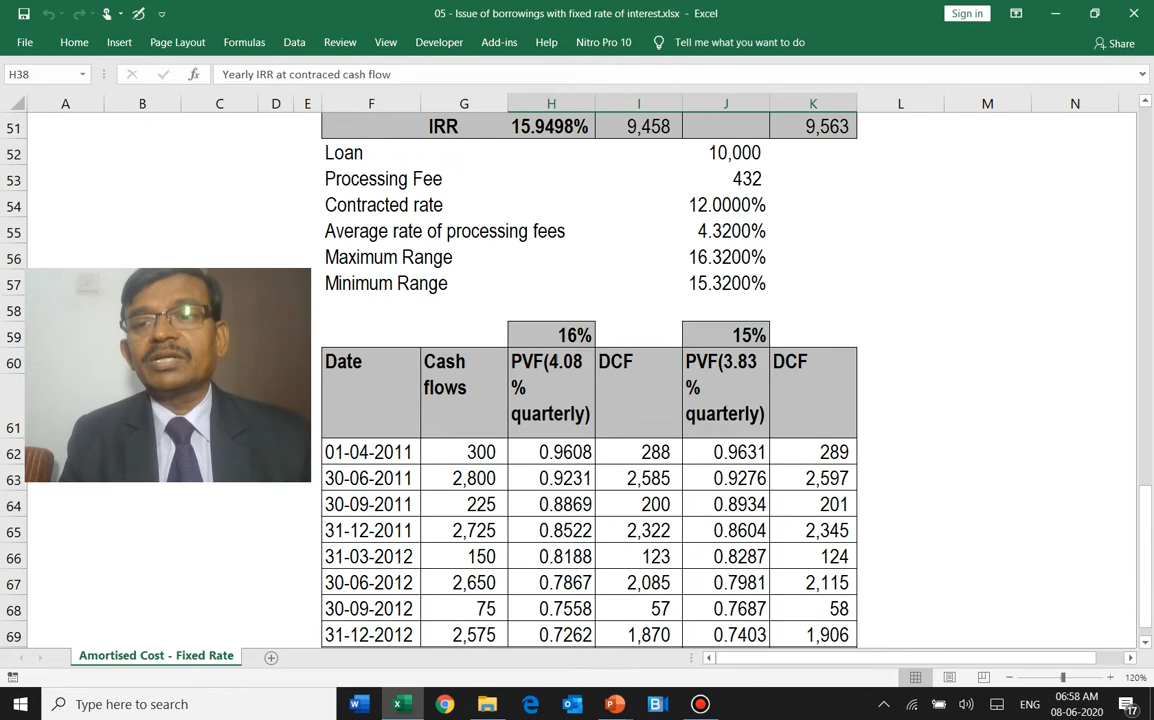 05 - Issue of borrowings with fixed rate of interest.xlsx - Excel
Sign in
File Home Insert Page Layout Formulas Data Review View Developer Add-ins Help Nitro Pro 10 Tell me what you want to do Share
H38 fx Yearly IRR at contraced cash flow
A B C D E F G H I J K L M N
51 IRR 15.9498% 9,458 9,563
52 Loan 10,000
53 Processing Fee 432
54 Contracted rate 12.0000%
55 Average rate of processing fees 4.3200%
56 Maximum Range 16.3200%
57 Minimum Range 15.3200%
58
59 16% 15%
60 Date Cash PVF(4.08 DCF PVF(3.83 DCF
flows % %
61 quarterly) quarterly)
62 01-04-2011 300 0.9608 288 0.9631 289
63 30-06-2011 2,800 0.9231 2,585 0.9276 2,597
64 30-09-2011 225 0.8869 200 0.8934 201
65 31-12-2011 2,725 0.8522 2,322 0.8604 2,345
66 31-03-2012 150 0.8188 123 0.8287 124
67 30-06-2012 2,650 0.7867 2,085 0.7981 2,115
68 30-09-2012 75 0.7558 57 0.7687 58
69 31-12-2012 2,575 0.7262 1,870 0.7403 1,906
Amortised Cost - Fixed Rate
120%
Type here to search
ENG
06:58 AM
08-06-2020
17